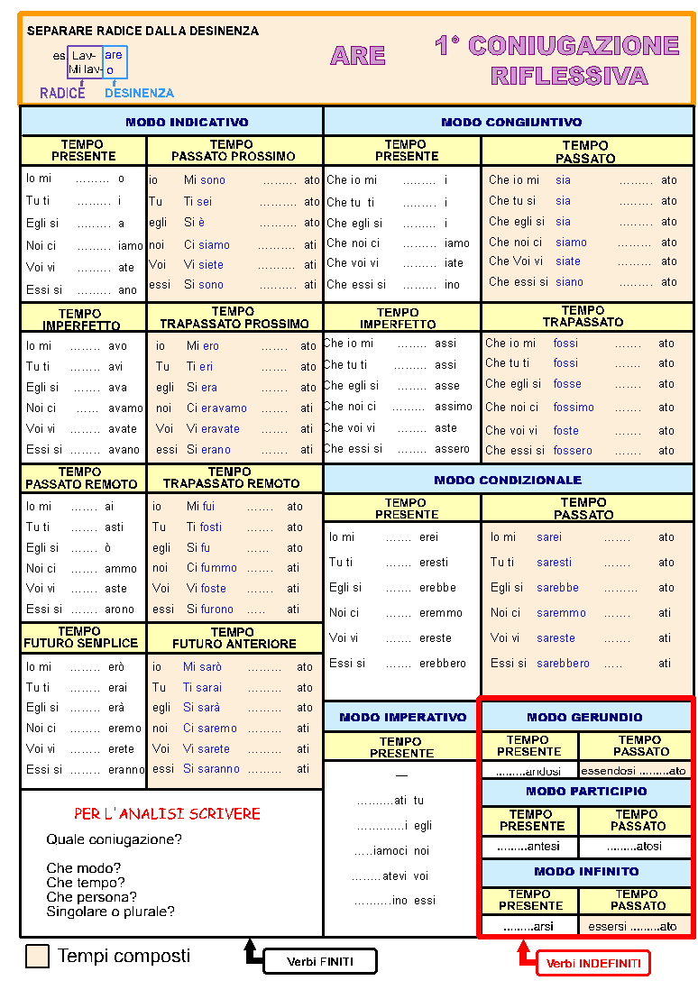 SEPARARE RADICE DALLA DESINENZA
es Lav- are
Mi lav- o
RADICE DESINENZA
ARE
1° CONIUGAZIONE
RIFLESSIVA
MODO INDICATIVO
TEMPO
PRESENTE
Io mi ......... o
Tu ti ........ i
Egli si ........ a
Noi ci ......... iamo
Voi vi ........ ate
Essi si ......... ano
TEMPO
PASSATO PROSSIMO
io Mi sono ......... ato
Tu Ti sei ......... ato
egli Si è ......... ato
noi Ci siamo .......... ati
Voi Vi siete ......... ati
essi Si sono ......... ati
TEMPO
IMPERFETTO
Io mi ........ avo
Tu ti ........ avi
Egli si ........ ava
Noi ci ...... avamo
Voi vi ........ avate
Essi si ........ avano
TEMPO
TRAPASSATO PROSSIMO
io Mi ero ....... ato
Tu Ti eri ....... ato
egli Si era ....... ato
noi Ci eravamo ....... ati
Voi Vi eravate ....... ati
essi Si erano ....... ati
TEMPO
PASSATO REMOTO
Io mi ....... ai
Tu ti ....... asti
Egli si ....... ò
Noi ci ....... ammo
Voi vi ....... aste
Essi si ....... arono
TEMPO
TRAPASSATO REMOTO
io Mi fui ....... ato
Tu Ti fosti ....... ato
egli Si fu ..... ato
noi Ci fummo ....... ati
Voi Vi foste ....... ati
essi Si furono ..... ati
TEMPO
FUTURO SEMPLICE
Io mi ........ erò
Tu ti ........ erai
Egli si ........ erà
Noi ci ........ eremo
Voi vi ........ erete
Essi si ........ eranno
TEMPO
FUTURO ANTERIORE
io Mi sarò ......... ato
Tu Ti sarai ........ ato
egli Si sarà ........ ato
noi Ci saremo ........ ati
Voi Vi sarete ........ ati
essi Si saranno ........ ati
MODO CONGIUNTIVO
TEMPO
PRESENTE
Che io mi ........ i
Che tu ti ........ i
Che egli si ........ i
Che noi ci ........ iamo
Che voi vi ........ iate
Che essi si ........ ino
TEMPO
PASSATO
Che io mi sia ........ ato
Che tu si sia ........ ato
Che egli si sia ........ ato
Che noi ci siamo ........ ato
Che Voi vi siate ........ ato
Che essi si siano ........ ato
TEMPO
IMPERFETTO
Che io mi ........ assi
Che tu ti ........ assi
Che egli si ........ asse
Che noi ci ......... assimo
Che voi vi ........ aste
Che essi si ........ assero
TEMPO
TRAPASSATO
Che io mi fossi ....... ato
Che tu ti fossi ....... ato
Che egli si fosse ....... ato
Che noi ci fossimo ....... ato
Che voi vi foste ....... ato
Che essi si fossero ....... ato
MODO CONDIZIONALE
TEMPO
PRESENTE
Io mi ....... erei
Tu ti ....... eresti
Egli si ....... erebbe
Noi ci ....... eremmo
Voi vi ....... ereste
Essi si ....... erebbero
TEMPO
PASSATO
Io mi sarei ....... ato
Tu ti saresti ....... ato
Egli si sarebbe ......... ato
Noi ci saremmo ....... ati
Voi vi sareste ....... ati
Essi si sarebbero ..... ati
MODO IMPERATIVO
TEMPO
PRESENTE
—
..........ati tu
.............i egli
.....iamoci noi
........atevi voi
..........ino essi
MODO GERUNDIO
TEMPO
PRESENTE
.........andosi
TEMPO
PASSATO
essendosi .........ato
MODO PARTICIPIO
TEMPO
PRESENTE
.........antesi
TEMPO
PASSATO
.........atosi
MODO INFINITO
TEMPO
PRESENTE
.........arsi
TEMPO
PASSATO
essersi .........ato
PER L'ANALISI SCRIVERE
Quale coniugazione?
Che modo?
Che tempo?
Che persona?
Singolare o plurale?
Tempi composti
Verbi FINITI
Verbi INDEFINITI